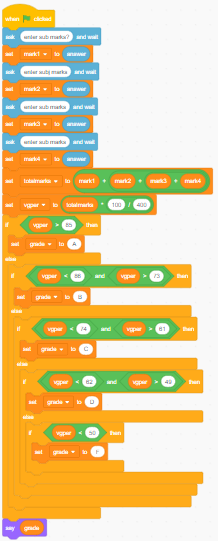 when clicked
ask enter sub marks? and wait
set mark1 to answer
ask enter subj marks and wait
set mark2 to answer
ask enter sub marks and wait
set mark3 to answer
ask enter sub marks and wait
set mark4 to answer
set totalmarks to mark1 + mark2 + mark3 + mark4
set vgper to totalmarks * 100 / 400
if vgper > 85 then
set grade to A
else
if vgper < 86 and vgper > 73 then
set grade to B
else
if vgper < 74 and vgper > 61 then
set grade to C
else
if vgper < 62 and vgper > 49 then
set grade to D
else
if vgper < 50 then
set grade to F
say grade